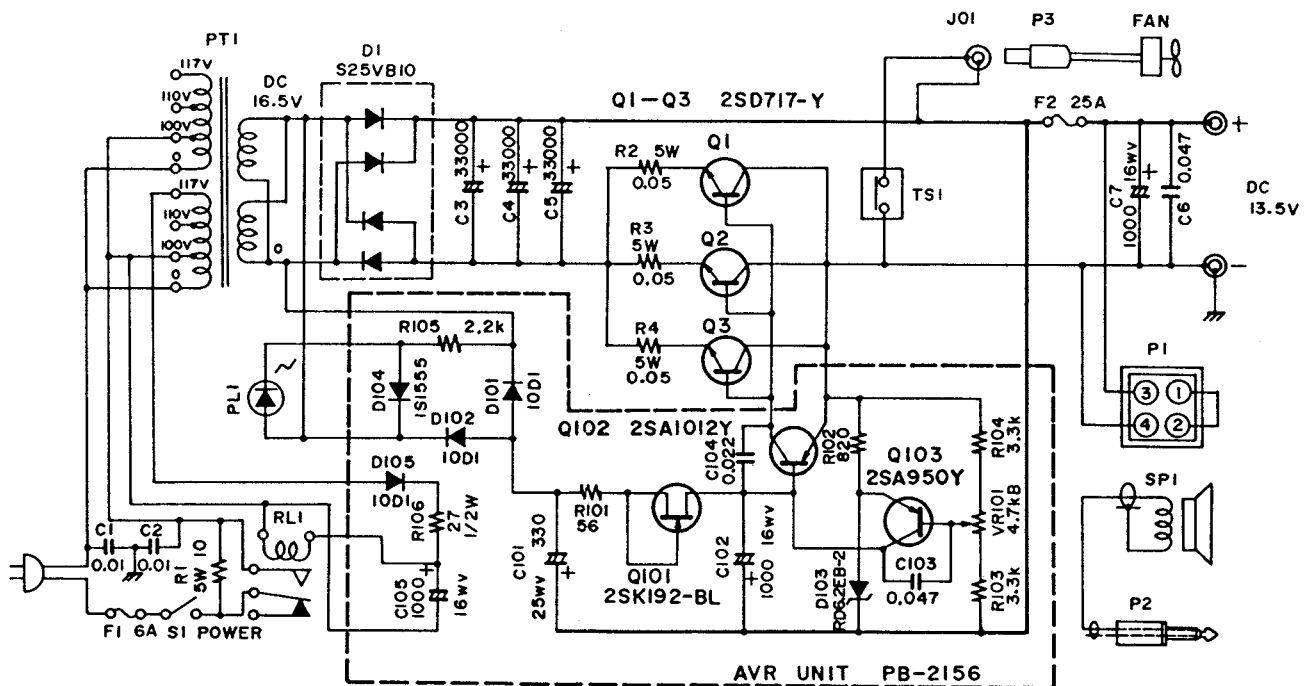 JO1
P3
FAN
PT1
D1
S25VB10
117V
110V
100V
0
117V
110V
100V
0
DC
16.5V
Q1-Q3 2SD717-Y
F2 25A
+
C3 33000 +
C4 33000 +
C5 33000 +
R2 5W
0.05
Q1
R3
5W
0.05
Q2
R4
5W
0.05
Q3
TS1
C7 16wv
1000 +
0.047
C6
DC
13.5V
-
P1
3 1
4 2
R105 2.2k
PL1
D104
1S1555
D101
10D1
D102
10D1
Q102 2SA1012Y
C104
0.022
R102
820
Q103
2SA950Y
R104
3.3k
VR101
4.7kB
R103
3.3k
D105
10D1
R106
27
1/2W
C105
1000
16wv
+
R101
56
C101 330
25wv
+
Q101
2SK192-BL
C102 1000 16wv
+
D103
RD6.2EB-2
C103
0.047
C1
0.01
C2
0.01
RL1
R1
5W 10
F1 6A S1 POWER
SP1
P2
AVR UNIT PB-2156